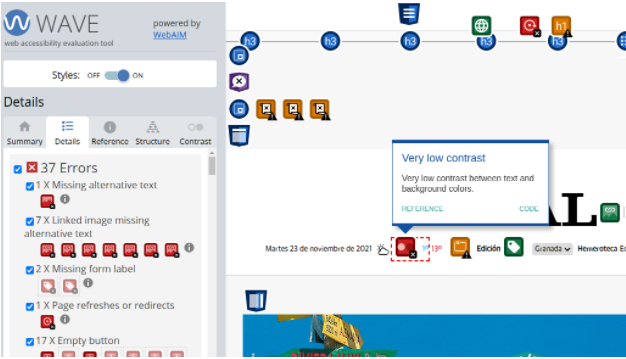 WAVE
powered by
WebAIM
web accessibility evaluation tool
Styles: OFF ON
Details
Summary Details Reference Structure Contrast
37 Errors
1 X Missing alternative text
7 X Linked image missing
alternative text
2 X Missing form label
1 X Page refreshes or redirects
17 X Empty button
h3 h3 h3 h3 h3
h1
Very low contrast
Very low contrast between text and
background colors.
REFERENCE CODE
AL
Martes 23 de noviembre de 2021
13º
Edición
Granada
Hemeroteca Ed